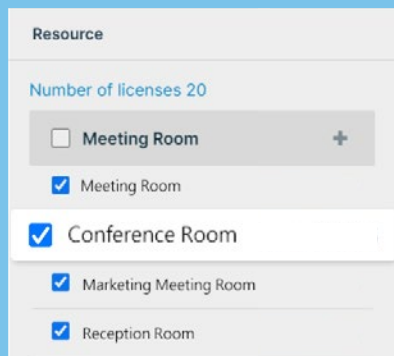 Resource
Number of licenses 20
Meeting Room +
Meeting Room
Conference Room
Marketing Meeting Room
Reception Room